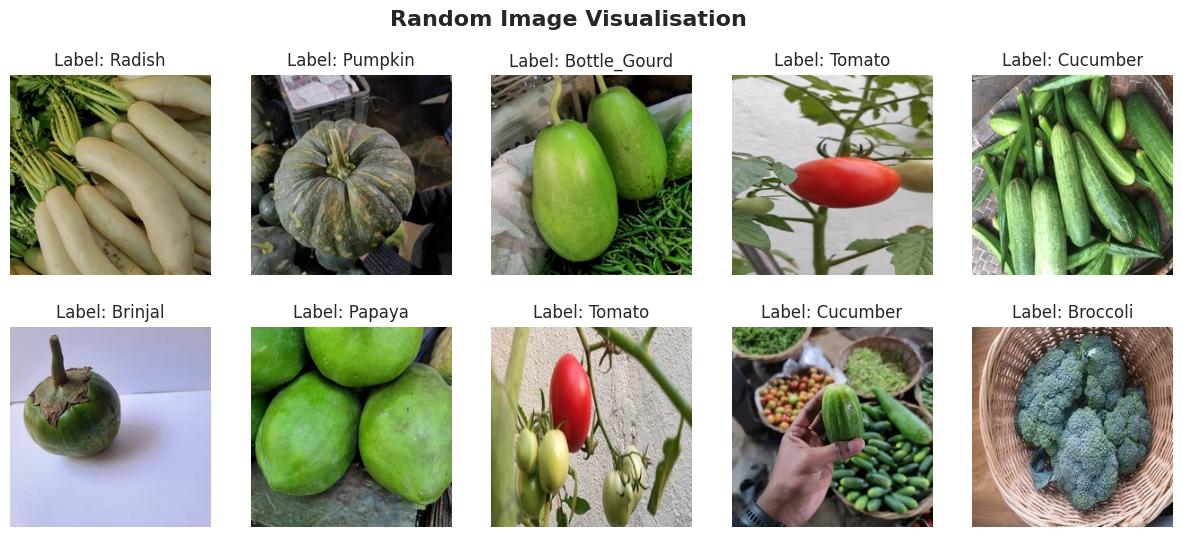 Random Image Visualisation
Label: Radish
Label: Pumpkin
Label: Bottle_Gourd
Label: Tomato
Label: Cucumber
Label: Brinjal
Label: Papaya
Label: Tomato
Label: Cucumber
Label: Broccoli